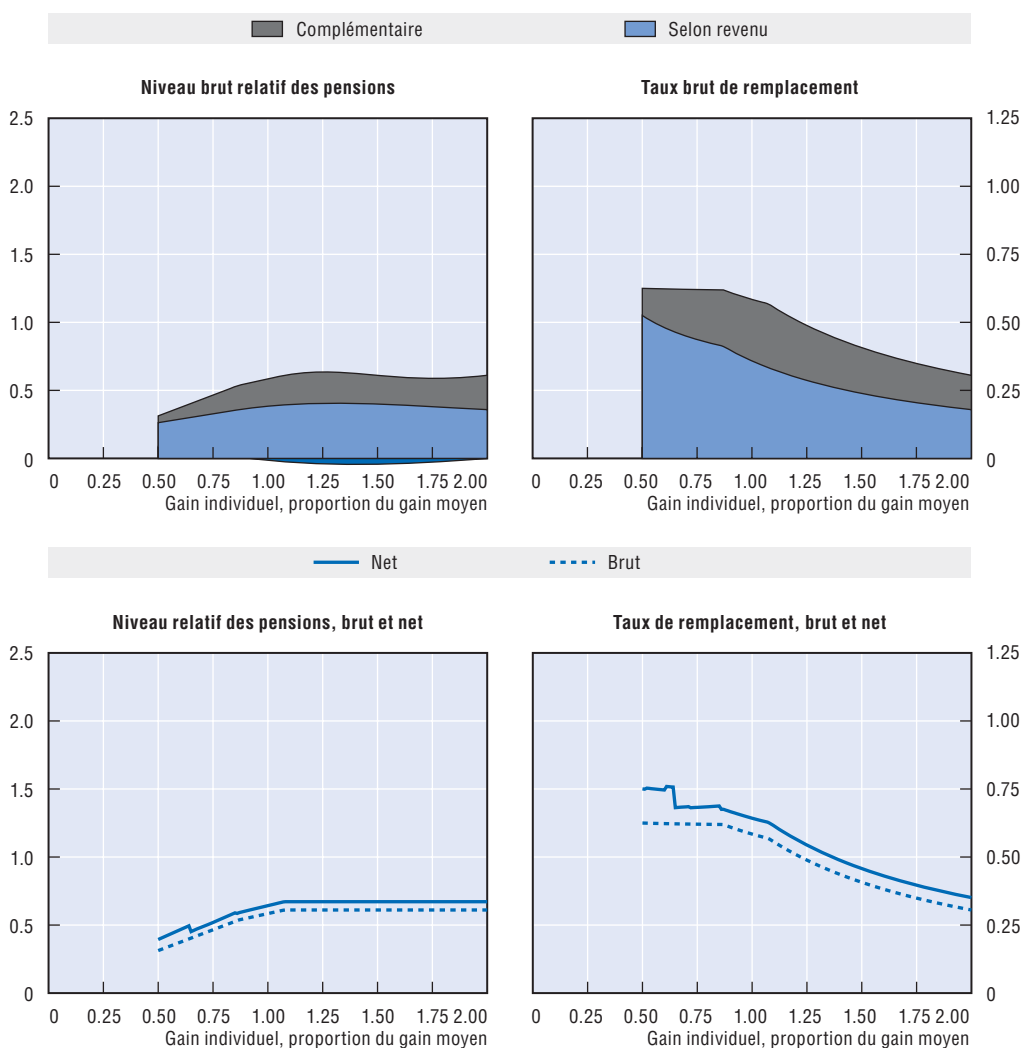 Complémentaire Selon revenu
Niveau brut relatif des pensions
2.5
2.0
1.5
1.0
0.5
0
0 0.25 0.50 0.75 1.00 1.25 1.50 1.75 2.00
Gain individuel, proportion du gain moyen
Taux brut de remplacement
1.25
1.00
0.75
0.50
0.25
0
0 0.25 0.50 0.75 1.00 1.25 1.50 1.75 2.00
Gain individuel, proportion du gain moyen
Net Brut
Niveau relatif des pensions, brut et net
2.5
2.0
1.5
1.0
0.5
0
0 0.25 0.50 0.75 1.00 1.25 1.50 1.75 2.00
Gain individuel, proportion du gain moyen
Taux de remplacement, brut et net
1.25
1.00
0.75
0.50
0.25
0
0 0.25 0.50 0.75 1.00 1.25 1.50 1.75 2.00
Gain individuel, proportion du gain moyen